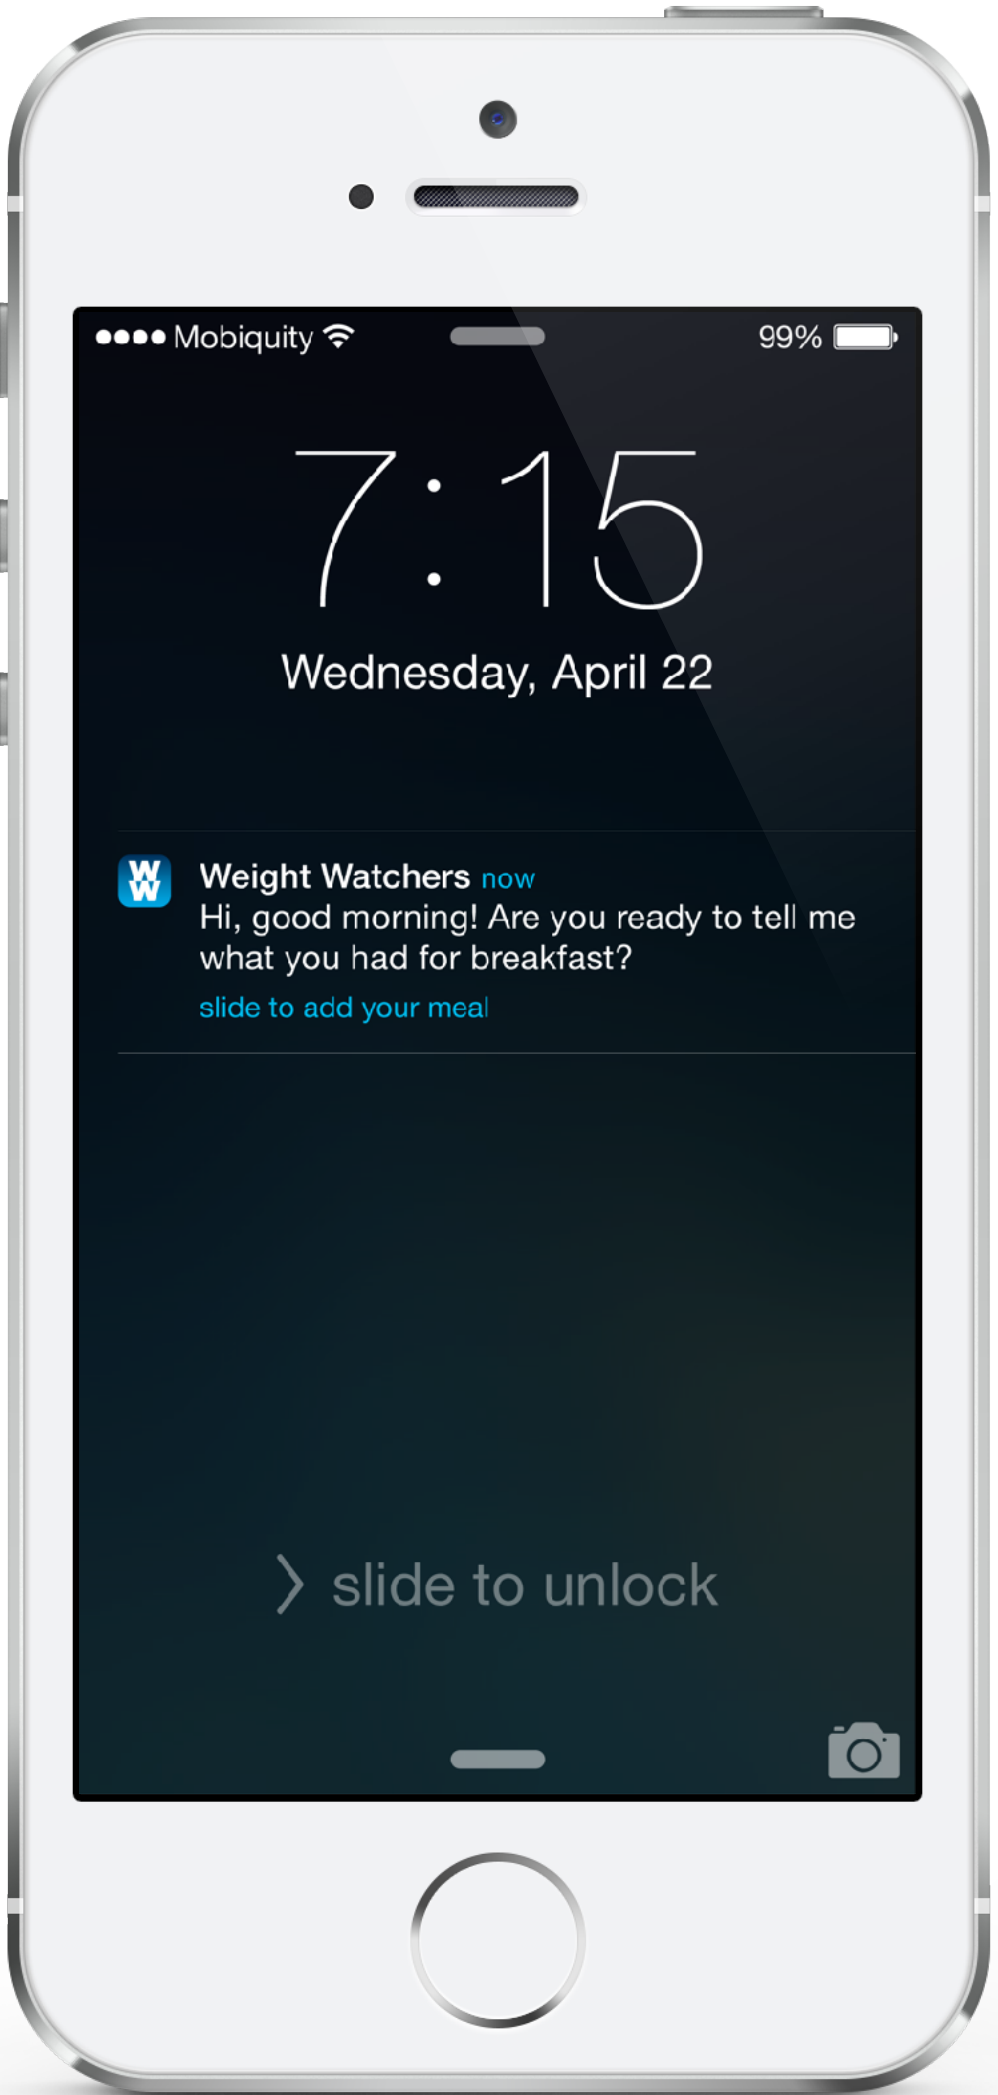 Mobiquity 99%
7:15
Wednesday, April 22
W
W
Weight Watchers now
Hi, good morning! Are you ready to tell me
what you had for breakfast?
slide to add your meal
slide to unlock